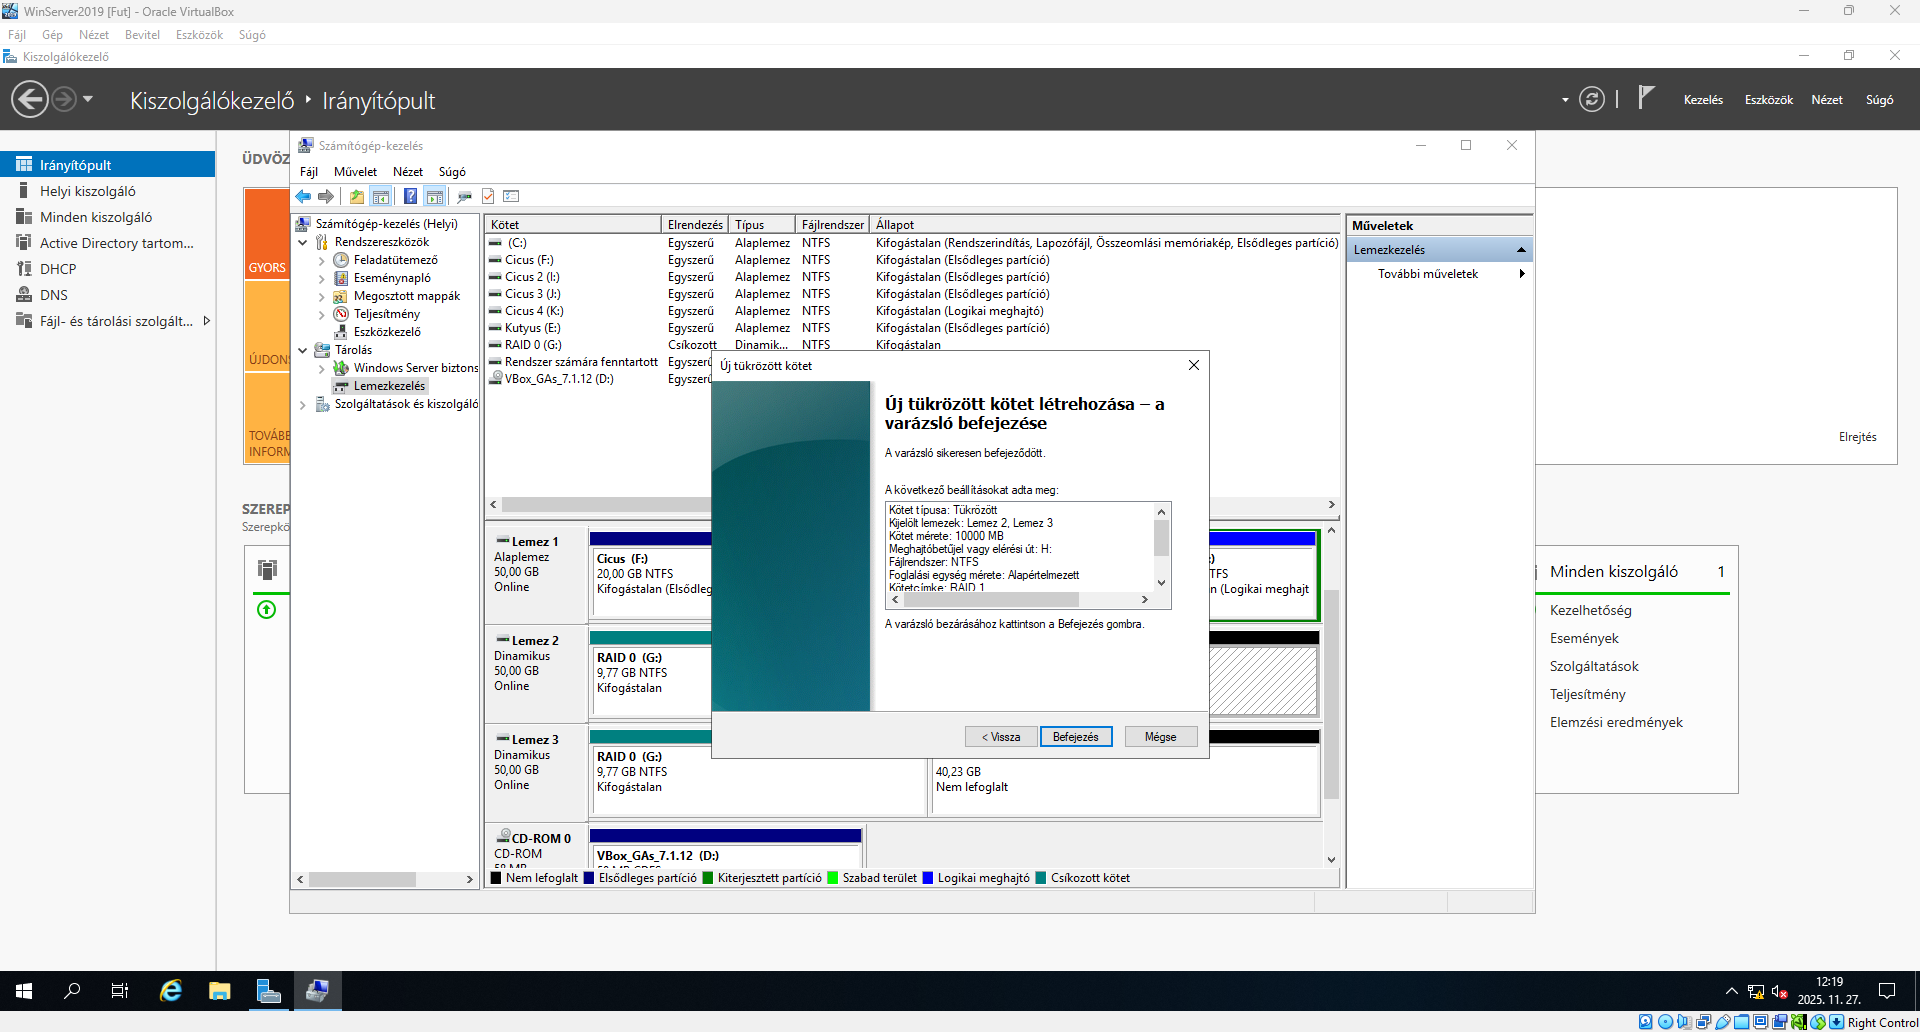 WinServer2019 [Fut] - Oracle VirtualBox
Fájl Gép Nézet Bevitel Eszközök Súgó
Kiszolgálókezelő
Kiszolgálókezelő Irányítópult
Kezelés Eszközök Nézet Súgó
Irányítópult
Helyi kiszolgáló
Minden kiszolgáló
Active Directory tartom...
DHCP
DNS
Fájl- és tárolási szolgált...
GYORS
ÚJDON
TOVÁBB
INFORM
Elrejtés
Számítógép-kezelés
Fájl Művelet Nézet Súgó
Számítógép-kezelés (Helyi)
Rendszereszközök
Feladatütemező
Eseménynapló
Megosztott mappák
Teljesítmény
Eszközkezelő
Tárolás
Windows Server biztons
Lemezkezelés
Szolgáltatások és kiszolgáló
Kötet Elrendezés Típus Fájlrendszer Állapot
(C:) Egyszerű Alaplemez NTFS Kifogástalan (Rendszerindítás, Lapozófájl, Összeomlási memóriakép, Elsődleges partíció)
Cicus (F:) Egyszerű Alaplemez NTFS Kifogástalan (Elsődleges partíció)
Cicus 2 (I:) Egyszerű Alaplemez NTFS Kifogástalan (Elsődleges partíció)
Cicus 3 (J:) Egyszerű Alaplemez NTFS Kifogástalan (Elsődleges partíció)
Cicus 4 (K:) Egyszerű Alaplemez NTFS Kifogástalan (Logikai meghajtó)
Kutyus (E:) Egyszerű Alaplemez NTFS Kifogástalan (Elsődleges partíció)
RAID 0 (G:) Csíkozott Dinamik... NTFS Kifogástalan
Rendszer számára fenntartott Egyszerű
VBox_GAs_7.1.12 (D:) Egyszerű
Műveletek
Lemezkezelés
További műveletek
Új tükrözött kötet
Új tükrözött kötet létrehozása – a
varázsló befejezése
A varázsló sikeresen befejeződött.
A következő beállításokat adta meg:
Kötet típusa: Tükrözött
Kijelölt lemezek: Lemez 2, Lemez 3
Kötet mérete: 10000 MB
Meghajtóbetűjel vagy elérési út: H:
Fájlrendszer: NTFS
Foglalási egység mérete: Alapértelmezett
Kötetcímke: RAID 1
A varázsló bezárásához kattintson a Befejezés gombra.
< Vissza Befejezés Mégse
Lemez 1
Alaplemez
50,00 GB
Online
Cicus (F:)
20,00 GB NTFS
Kifogástalan (Elsődleg
:)
TFS
n (Logikai meghajt
Lemez 2
Dinamikus
50,00 GB
Online
RAID 0 (G:)
9,77 GB NTFS
Kifogástalan
Lemez 3
Dinamikus
50,00 GB
Online
RAID 0 (G:)
9,77 GB NTFS
Kifogástalan
40,23 GB
Nem lefoglalt
CD-ROM 0
CD-ROM
VBox_GAs_7.1.12 (D:)
Nem lefoglalt Elsődleges partíció Kiterjesztett partíció Szabad terület Logikai meghajtó Csíkozott kötet
ÜDVÖZ
SZEREP
Szerepkö
Minden kiszolgáló 1
Kezelhetőség
Események
Szolgáltatások
Teljesítmény
Elemzési eredmények
12:19
2025. 11. 27.
Right Control